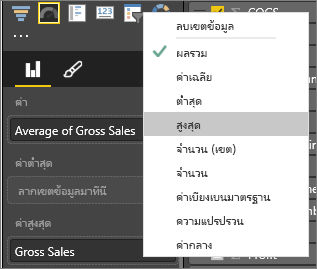 123
COGS
ลบเขตข้อมูล
ผลรวม
ค่าเฉลี่ย
ต่ำสุด
สูงสุด
จำนวน (เขต)
จำนวน
ค่าเบี่ยงเบนมาตรฐาน
ความแปรปรวน
ค่ากลาง
ค่า
Average of Gross Sales
ค่าต่ำสุด
ลากเขตข้อมูลมาที่นี่
ค่าสูงสุด
Gross Sales
Profit